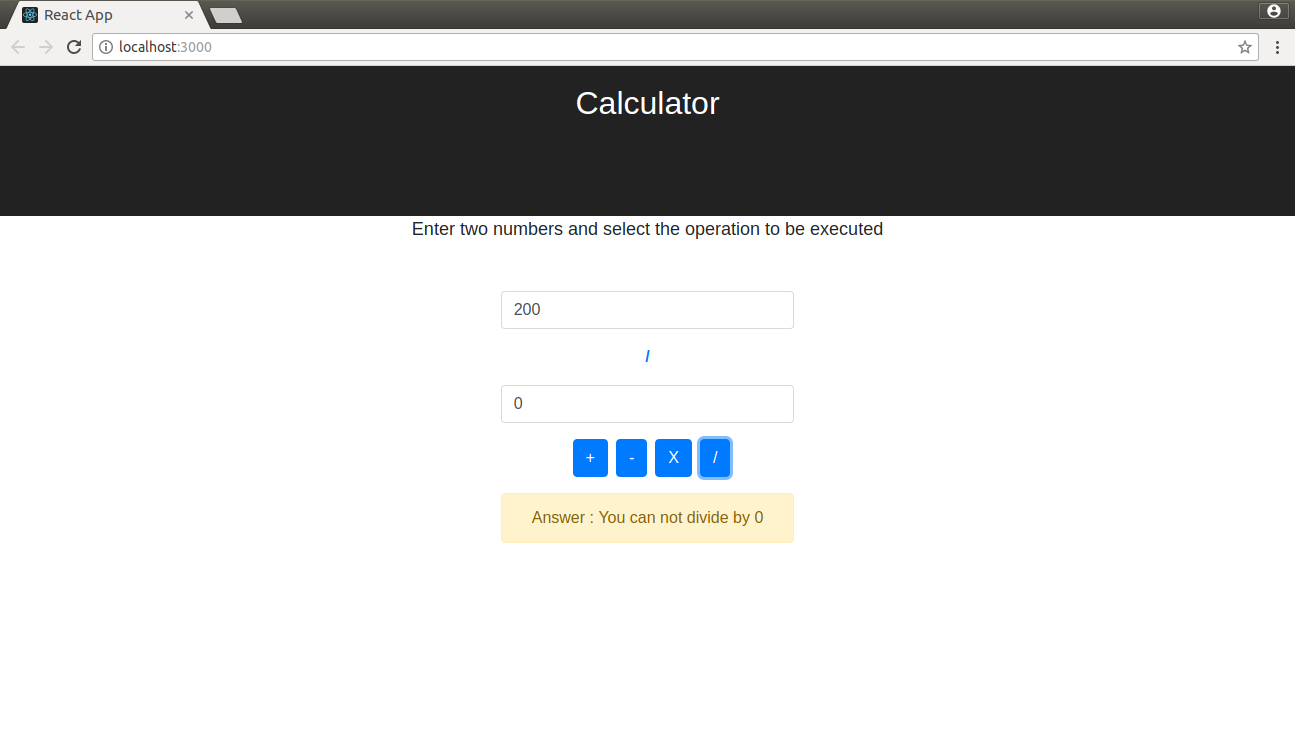 React App
localhost:3000
Calculator
Enter two numbers and select the operation to be executed
200
/
0
+ - X /
Answer : You can not divide by 0